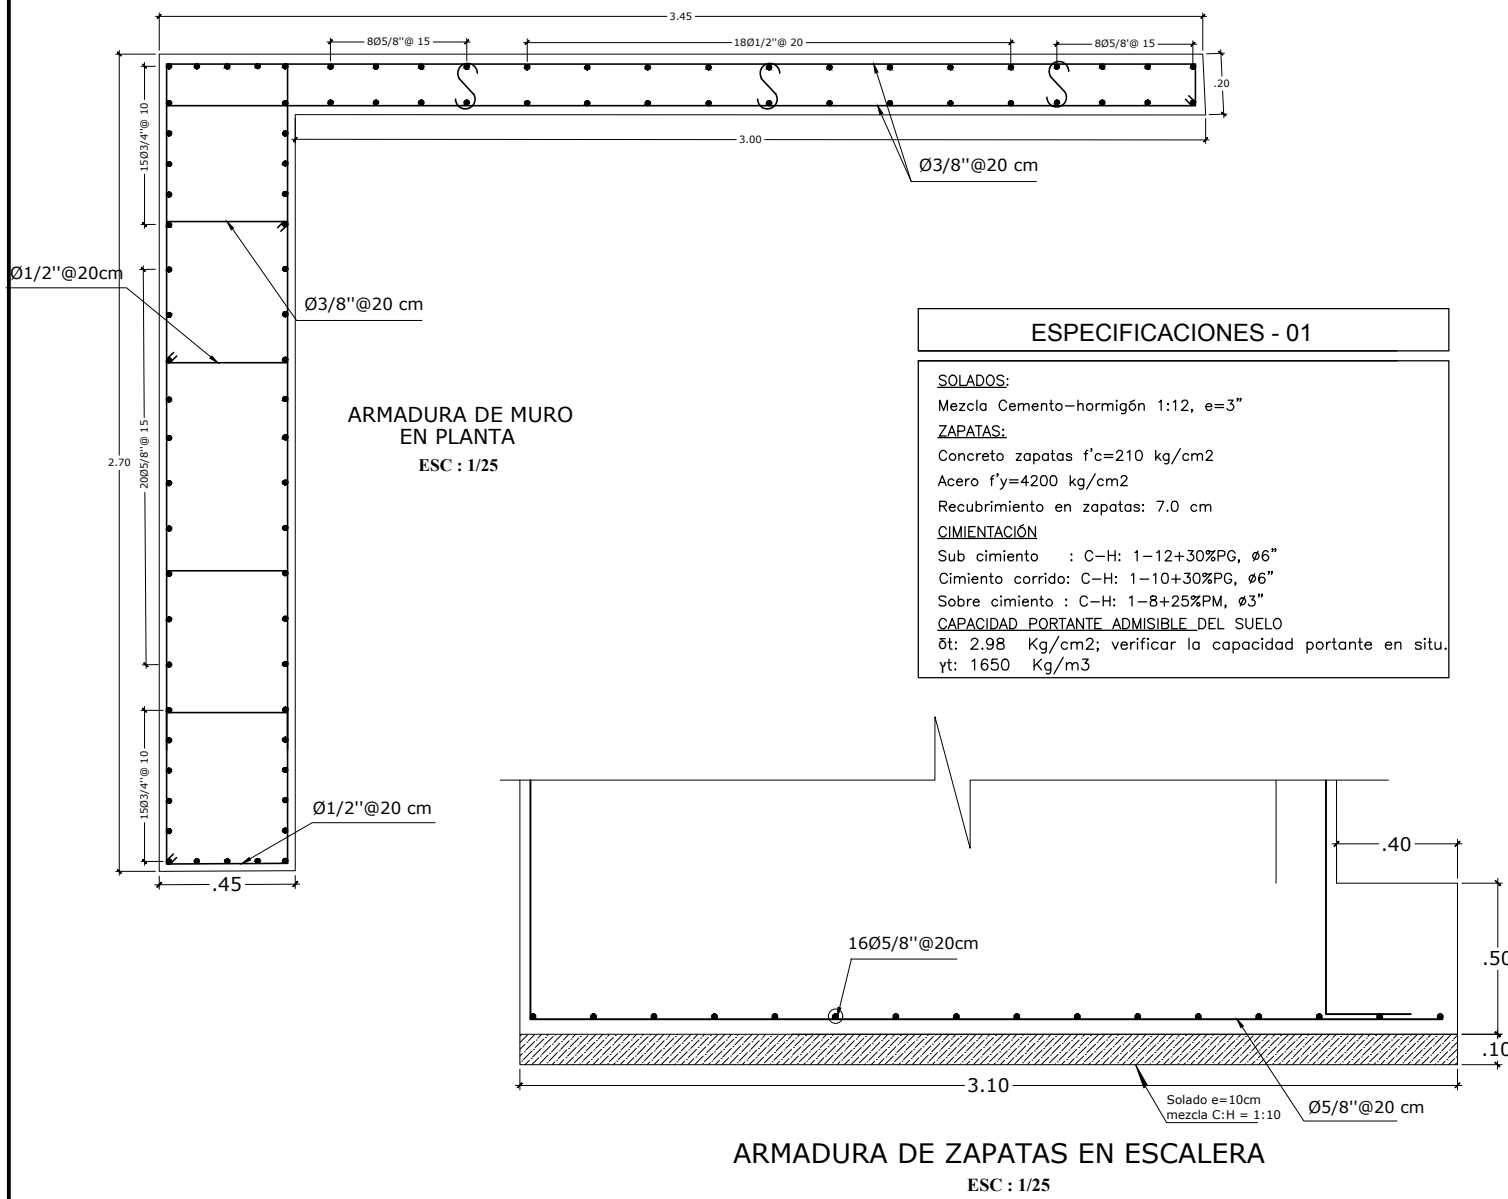 3.45
8Ø5/8''@ 15
18Ø1/2''@ 20
8Ø5/8'@ 15
.20
15Ø3/4''@ 10
3.00
Ø3/8''@20 cm
Ø1/2''@20cm
Ø3/8''@20 cm
ARMADURA DE MURO
EN PLANTA
ESC : 1/25
2.70
20Ø5/8''@ 15
15Ø3/4''@ 10
Ø1/2''@20 cm
.45
ESPECIFICACIONES - 01
SOLADOS:
Mezcla Cemento-hormigón 1:12, e=3"
ZAPATAS:
Concreto zapatas f'c=210 kg/cm2
Acero f'y=4200 kg/cm2
Recubrimiento en zapatas: 7.0 cm
CIMIENTACIÓN
Sub cimiento : C-H: 1-12+30%PG, ø6"
Cimiento corrido: C-H: 1-10+30%PG, ø6"
Sobre cimiento : C-H: 1-8+25%PM, ø3"
CAPACIDAD PORTANTE ADMISIBLE DEL SUELO
δt: 2.98 Kg/cm2; verificar la capacidad portante en situ.
γt: 1650 Kg/m3
.40
16Ø5/8''@20cm
.50
.10
3.10
Solado e=10cm
mezcla C:H = 1:10
Ø5/8''@20 cm
ARMADURA DE ZAPATAS EN ESCALERA
ESC : 1/25